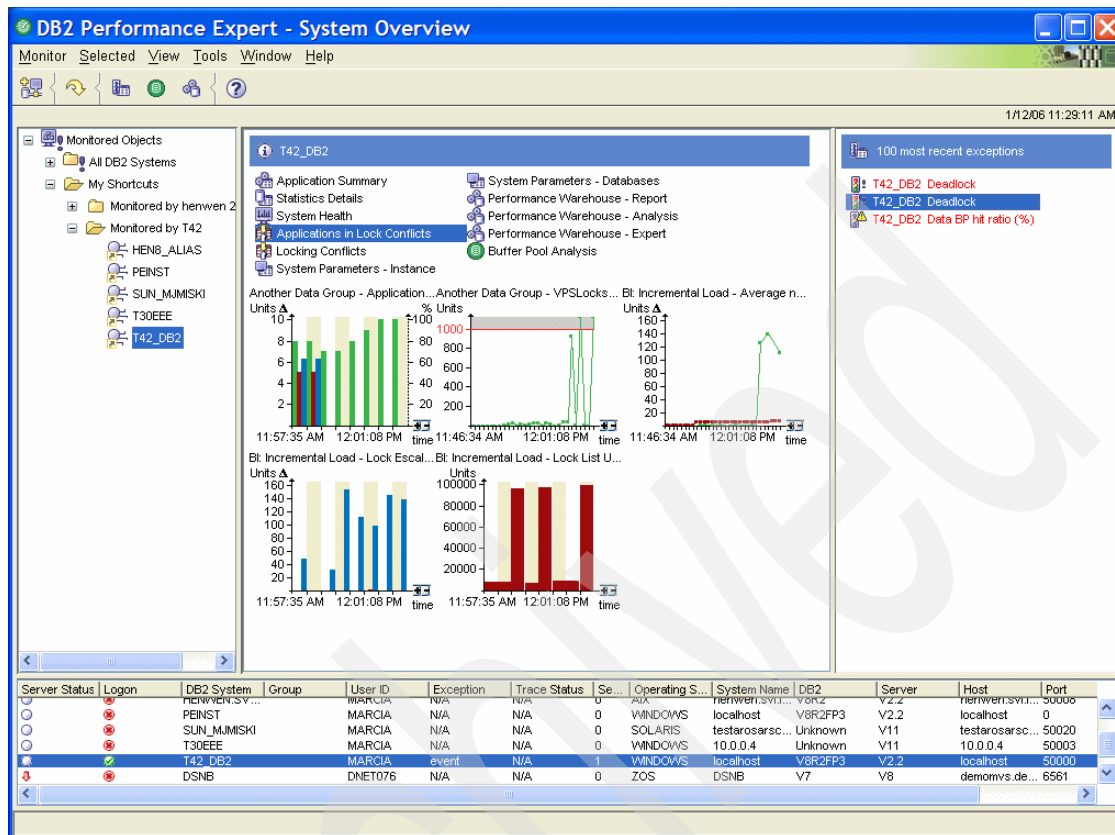 DB2 Performance Expert - System Overview
Monitor Selected View Tools Window Help
1/12/06 11:29:11 AM
Monitored Objects
All DB2 Systems
My Shortcuts
Monitored by henwen 2
Monitored by T42
HEN8_ALIAS
PEINST
SUN_MJMISKI
T30EEE
T42_DB2
T42_DB2
Application Summary
Statistics Details
System Health
Applications in Lock Conflicts
Locking Conflicts
System Parameters - Instance
System Parameters - Databases
Performance Warehouse - Report
Performance Warehouse - Analysis
Performance Warehouse - Expert
Buffer Pool Analysis
Another Data Group - Application...
Units
%
10
8
6
4
2
100
80
60
40
20
11:57:35 AM 12:01:08 PM time
Another Data Group - VPSLocks...
Units
1000
800
600
400
200
11:46:34 AM 12:01:08 PM time
BI: Incremental Load - Average n...
Units
160
140
120
100
80
60
40
20
11:46:34 AM 12:01:08 PM time
BI: Incremental Load - Lock Escal...
Units
160
140
120
100
80
60
40
20
11:57:35 AM 12:01:08 PM time
BI: Incremental Load - Lock List U...
Units
100000
80000
60000
40000
20000
11:57:35 AM 12:01:08 PM time
100 most recent exceptions
T42_DB2 Deadlock
T42_DB2 Deadlock
T42_DB2 Data BP hit ratio (%)
Server Status Logon DB2 System Group User ID Exception Trace Status Se... Operating S... System Name DB2 Server Host Port
MARCIA N/A N/A 0 AIX V8R2 V2.2 50008
PEINST MARCIA N/A N/A 0 WINDOWS localhost V8R2FP3 V2.2 localhost 0
SUN_MJMISKI MARCIA N/A N/A 0 SOLARIS testarosarsc... Unknown V11 testarosarsc... 50020
T30EEE MARCIA N/A N/A 0 WINDOWS 10.0.0.4 Unknown V11 10.0.0.4 50003
T42_DB2 MARCIA event N/A 1 WINDOWS localhost V8R2FP3 V2.2 localhost 50000
DSNB DNET076 N/A N/A 0 ZOS DSNB V7 V8 demomvs.de... 6561